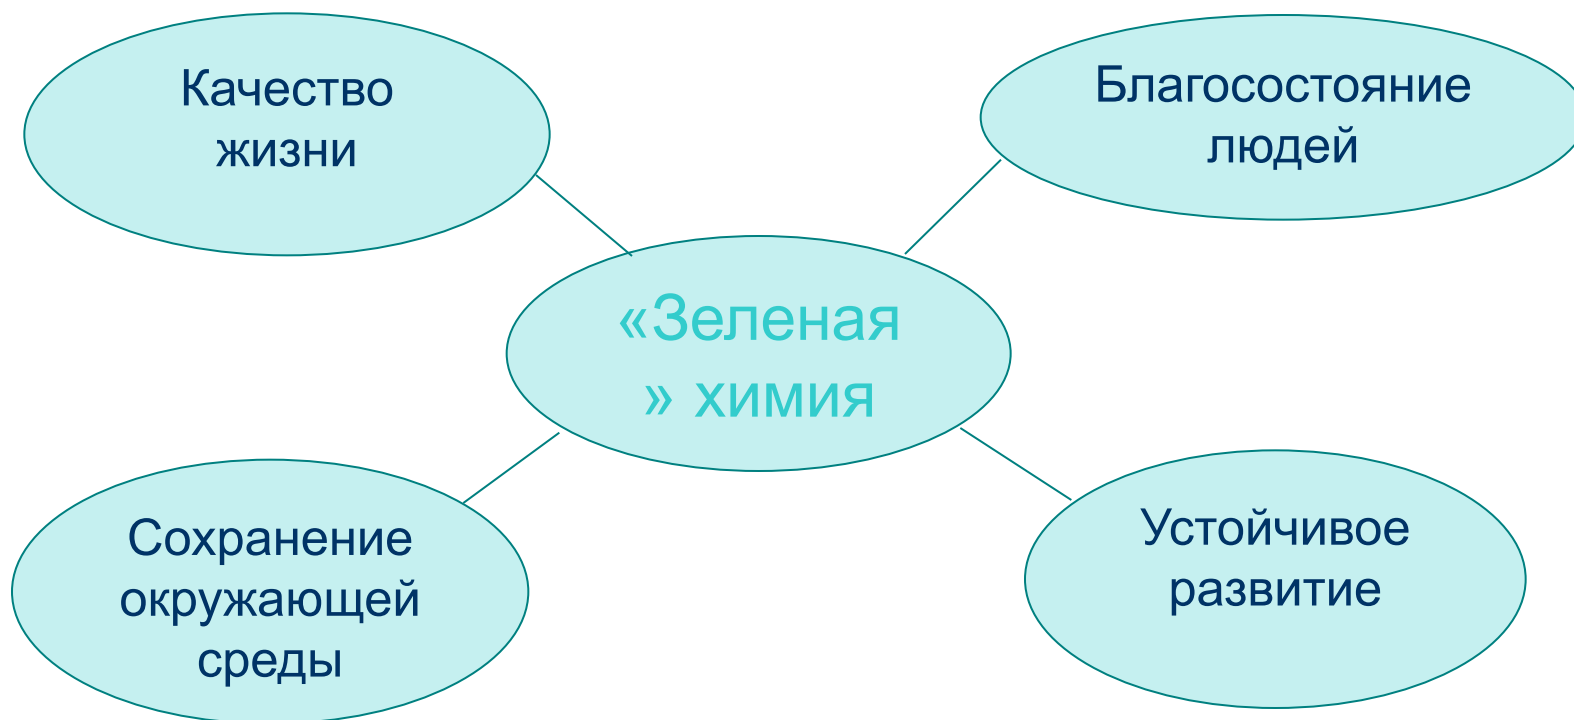 Качество
жизни
Благосостояние
людей
«Зеленая
» химия
Сохранение
окружающей
среды
Устойчивое
развитие